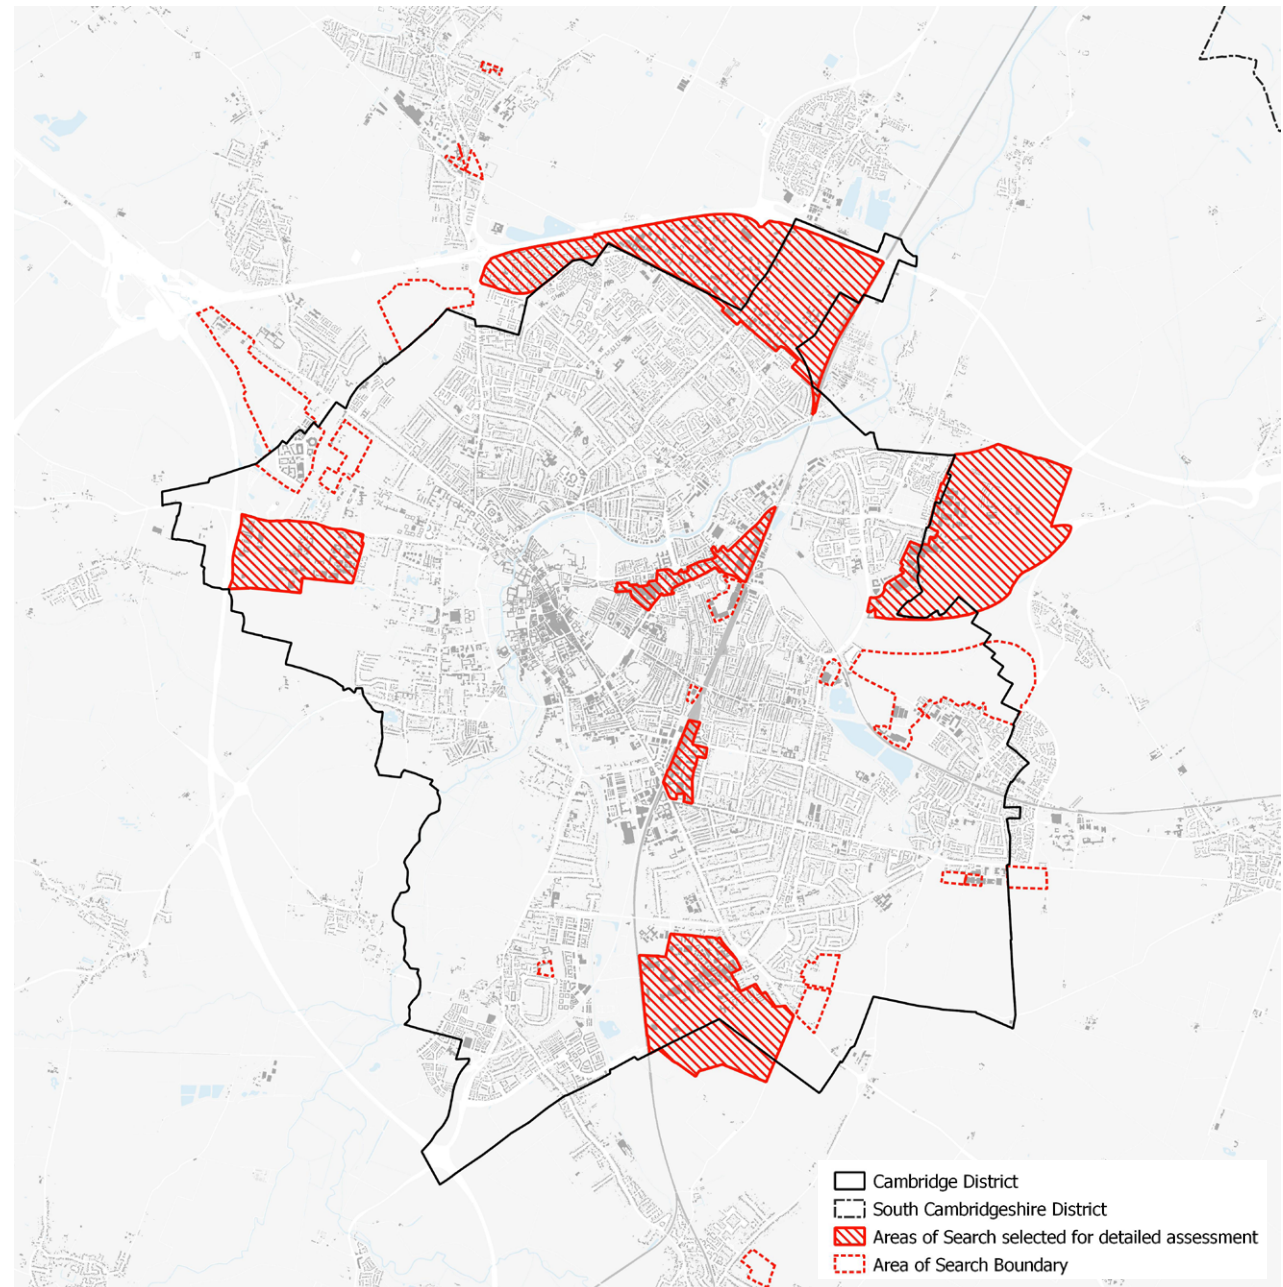 Cambridge District
South Cambridgeshire District
Areas of Search selected for detailed assessment
Area of Search Boundary